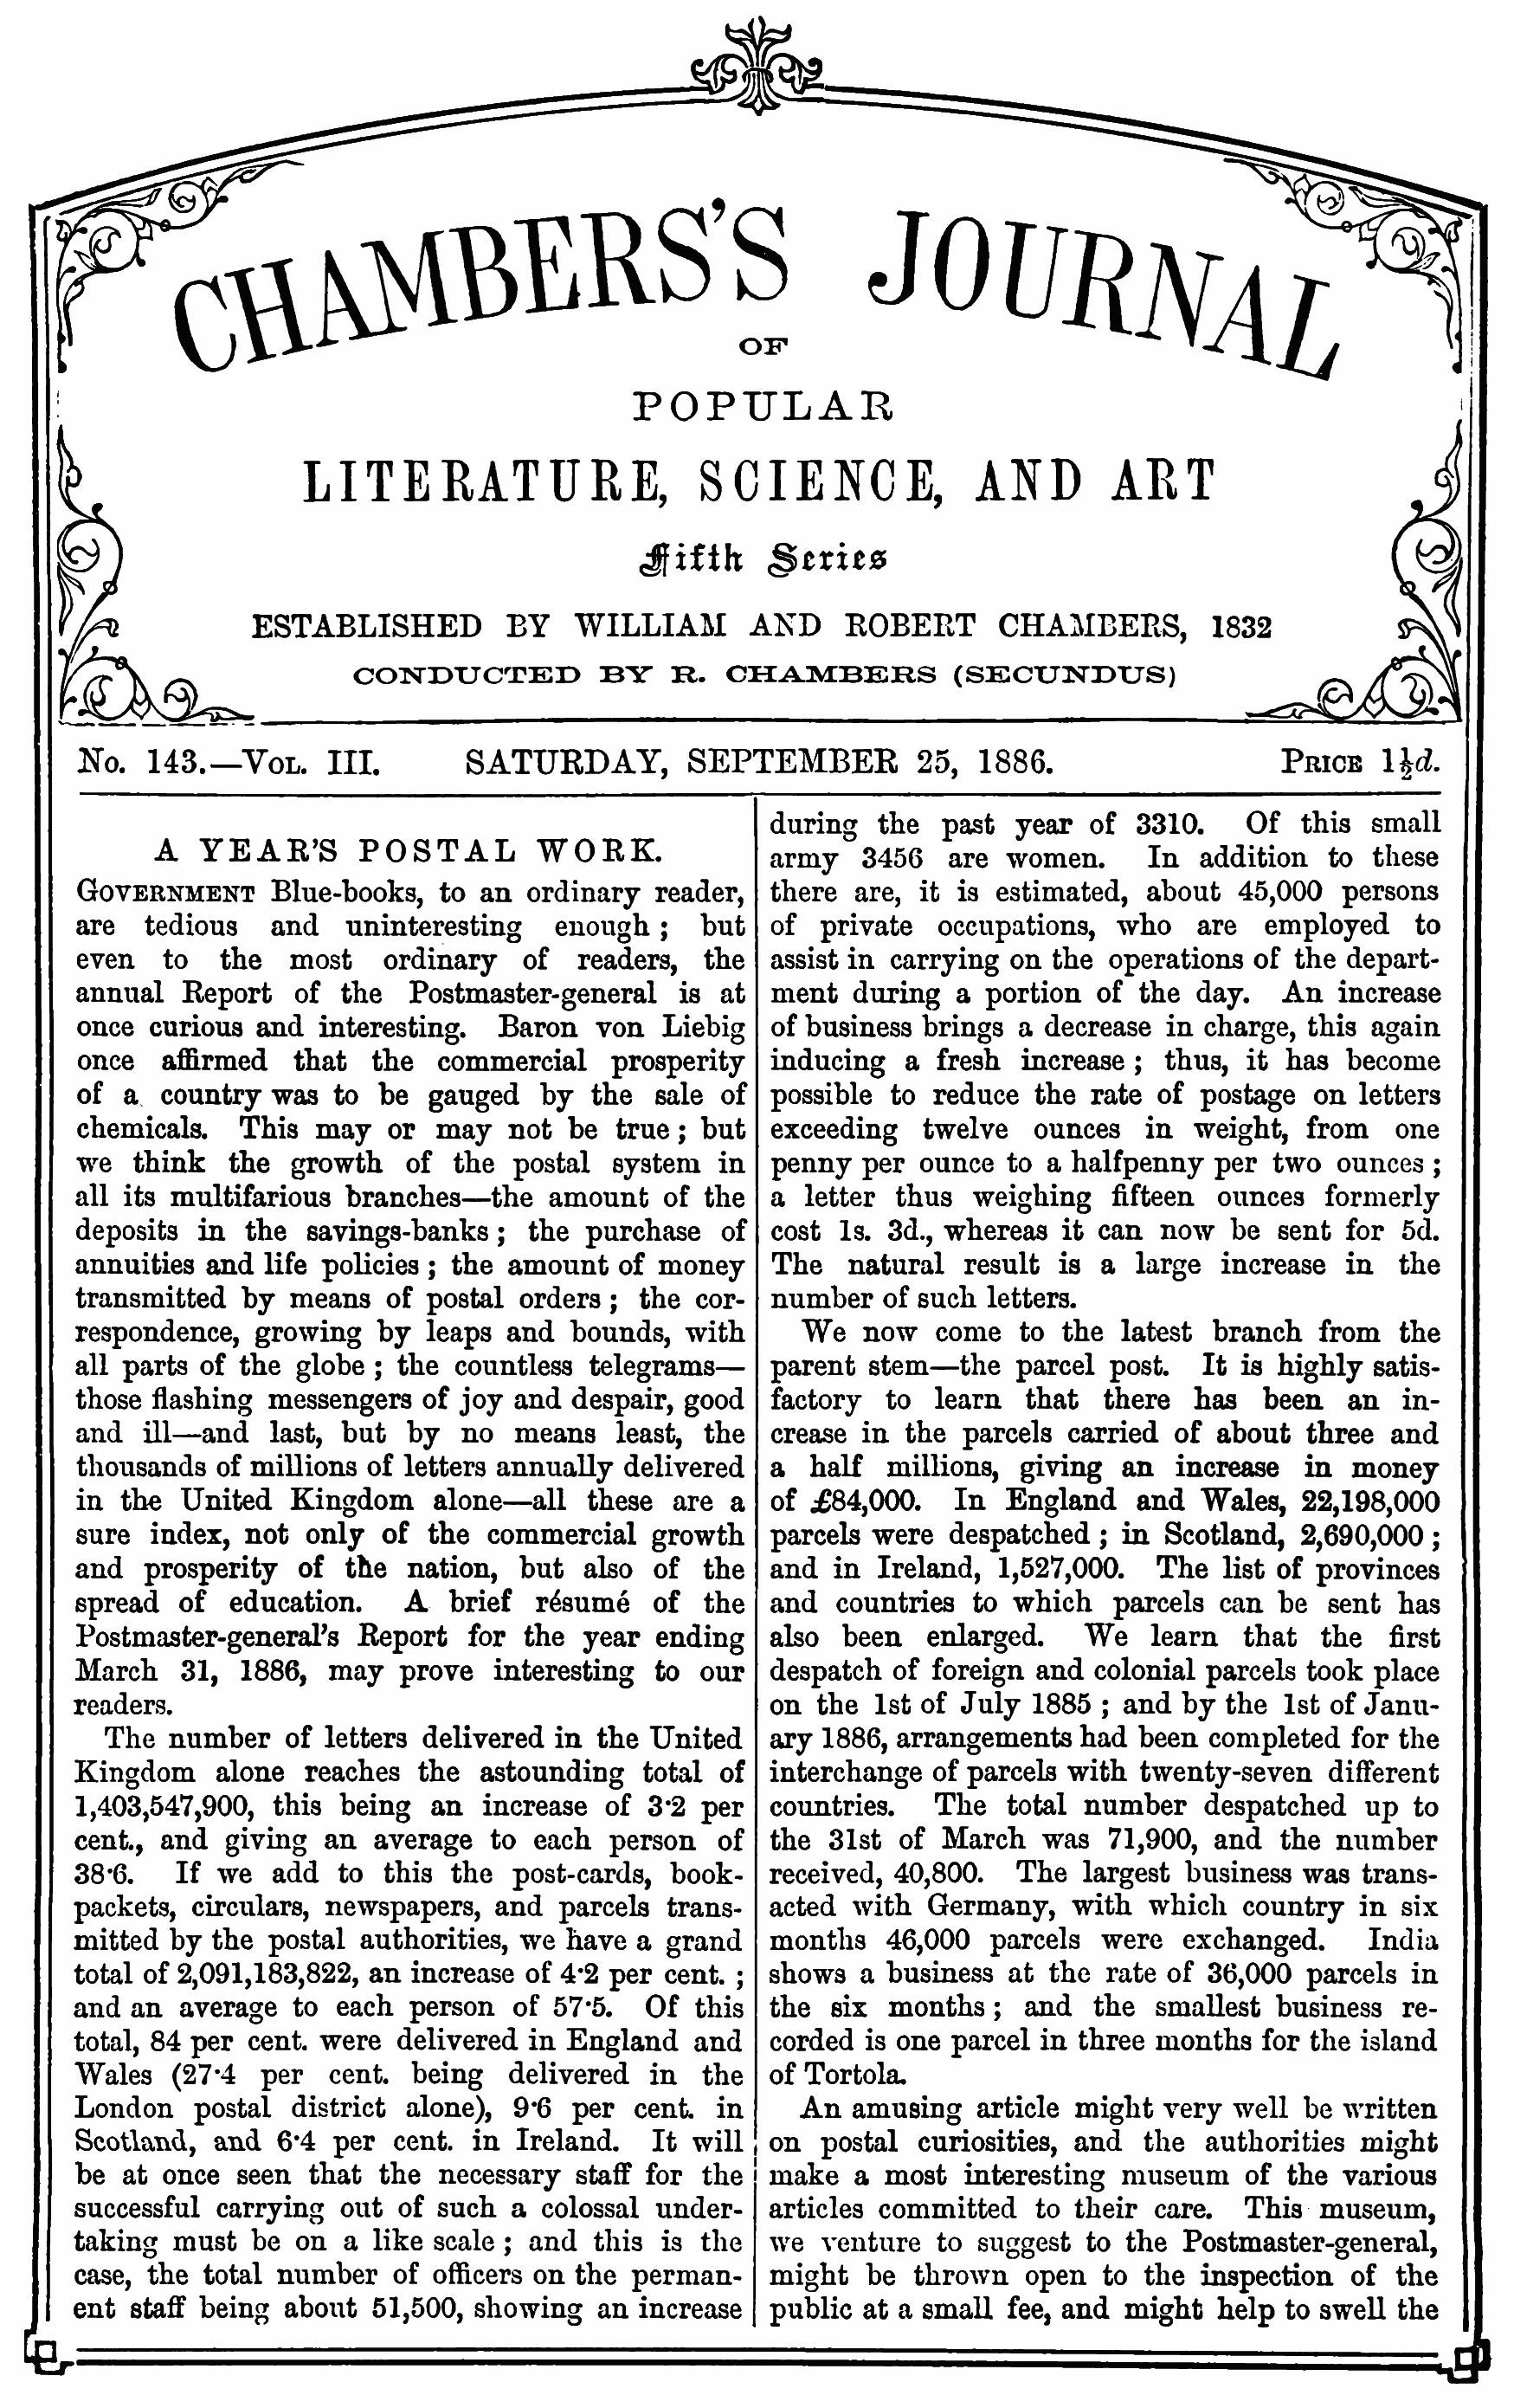 CHAMBERS'S JOURNAL
OF
POPULAR
LITERATURE, SCIENCE, AND ART
Fifth Series
ESTABLISHED BY WILLIAM AND ROBERT CHAMBERS, 1832
CONDUCTED BY R. CHAMBERS (SECUNDUS)
No. 143.—Vol. III. SATURDAY, SEPTEMBER 25, 1886. Price 1½d.
A YEAR'S POSTAL WORK.
Government Blue-books, to an ordinary reader,
are tedious and uninteresting enough; but
even to the most ordinary of readers, the
annual Report of the Postmaster-general is at
once curious and interesting. Baron von Liebig
once affirmed that the commercial prosperity
of a country was to be gauged by the sale of
chemicals. This may or may not be true; but
we think the growth of the postal system in
all its multifarious branches—the amount of the
deposits in the savings-banks; the purchase of
annuities and life policies; the amount of money
transmitted by means of postal orders; the cor-
respondence, growing by leaps and bounds, with
all parts of the globe; the countless telegrams—
those flashing messengers of joy and despair, good
and ill—and last, but by no means least, the
thousands of millions of letters annually delivered
in the United Kingdom alone—all these are a
sure index, not only of the commercial growth
and prosperity of the nation, but also of the
spread of education. A brief résumé of the
Postmaster-general's Report for the year ending
March 31, 1886, may prove interesting to our
readers.
The number of letters delivered in the United
Kingdom alone reaches the astounding total of
1,403,547,900, this being an increase of 3·2 per
cent., and giving an average to each person of
38·6. If we add to this the post-cards, book-
packets, circulars, newspapers, and parcels trans-
mitted by the postal authorities, we have a grand
total of 2,091,183,822, an increase of 4·2 per cent.;
and an average to each person of 57·5. Of this
total, 84 per cent. were delivered in England and
Wales (27·4 per cent. being delivered in the
London postal district alone), 9·6 per cent. in
Scotland, and 6·4 per cent. in Ireland. It will
be at once seen that the necessary staff for the
successful carrying out of such a colossal under-
taking must be on a like scale; and this is the
case, the total number of officers on the perman-
ent staff being about 51,500, showing an increase
during the past year of 3310. Of this small
army 3456 are women. In addition to these
there are, it is estimated, about 45,000 persons
of private occupations, who are employed to
assist in carrying on the operations of the depart-
ment during a portion of the day. An increase
of business brings a decrease in charge, this again
inducing a fresh increase; thus, it has become
possible to reduce the rate of postage on letters
exceeding twelve ounces in weight, from one
penny per ounce to a halfpenny per two ounces;
a letter thus weighing fifteen ounces formerly
cost 1s. 3d., whereas it can now be sent for 5d.
The natural result is a large increase in the
number of such letters.
We now come to the latest branch from the
parent stem—the parcel post. It is highly satis-
factory to learn that there has been an in-
crease in the parcels carried of about three and
a half millions, giving an increase in money
of £84,000. In England and Wales, 22,198,000
parcels were despatched; in Scotland, 2,690,000;
and in Ireland, 1,527,000. The list of provinces
and countries to which parcels can be sent has
also been enlarged. We learn that the first
despatch of foreign and colonial parcels took place
on the 1st of July 1885; and by the 1st of Janu-
ary 1886, arrangements had been completed for the
interchange of parcels with twenty-seven different
countries. The total number despatched up to
the 31st of March was 71,900, and the number
received, 40,800. The largest business was trans-
acted with Germany, with which country in six
months 46,000 parcels were exchanged. India
shows a business at the rate of 36,000 parcels in
the six months; and the smallest business re-
corded is one parcel in three months for the island
of Tortola.
An amusing article might very well be written
on postal curiosities, and the authorities might
make a most interesting museum of the various
articles committed to their care. This museum,
we venture to suggest to the Postmaster-general,
might be thrown open to the inspection of the
public at a small fee, and might help to swell the